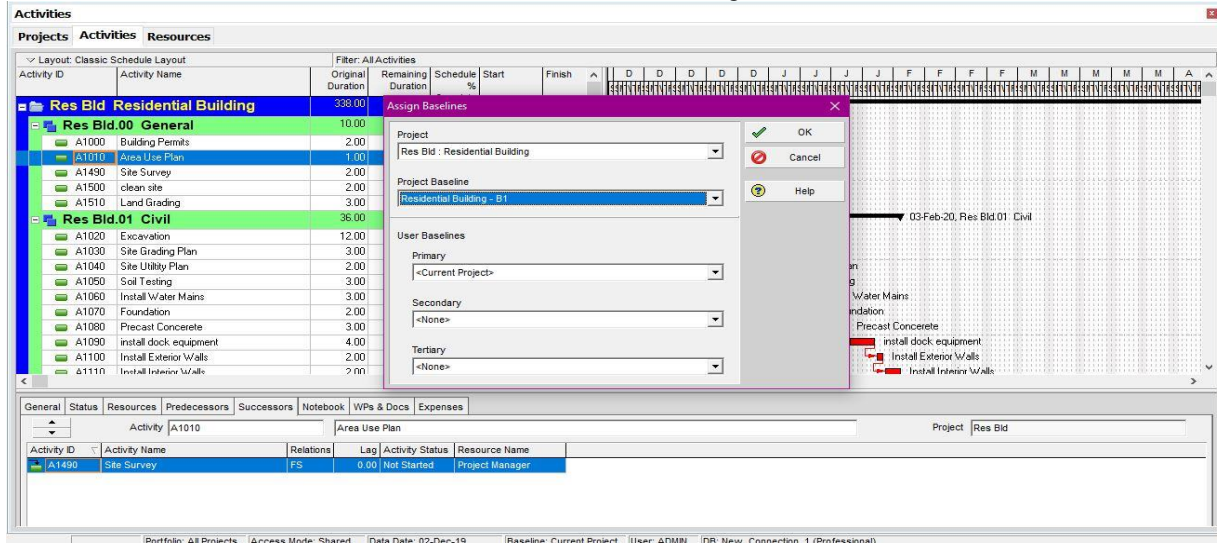 Activities
Projects Activities Resources
Layout: Classic Schedule Layout Filter: All Activities
Activity ID Activity Name Original Duration Remaining Duration Schedule % Start Finish D D D D D J J J J F F F F M M M M M A
Res Bld Residential Building 338.00
Res Bld.00 General 10.00
A1000 Building Permits 2.00
A1010 Area Use Plan 1.00
A1490 Site Survey 2.00
A1500 clean site 2.00
A1510 Land Grading 3.00
Res Bld.01 Civil 36.00 03-Feb-20, Res Bld.01 Civil
A1020 Excavation 12.00
A1030 Site Grading Plan 3.00
A1040 Site Utiltiy Plan 2.00
A1050 Soil Testing 3.00
A1060 Install Water Mains 3.00 Water Mains
A1070 Foundation 2.00 ndation
A1080 Precast Concerete 3.00 Precast Concerete
A1090 install dock equipment 4.00 install dock equipment
A1100 Install Exterior Walls 2.00 Install Exterior Walls
A1110 Install Interior Walls 2.00 Install Interior Walls
Assign Baselines
Project
Res Bld : Residential Building
Project Baseline
Residential Building - B1
User Baselines
Primary
<Current Project>
Secondary
<None>
Tertiary
<None>
OK
Cancel
Help
General Status Resources Predecessors Successors Notebook WPs & Docs Expenses
Activity A1010 Area Use Plan Project Res Bld
Activity ID Activity Name Relations Lag Activity Status Resource Name
A1490 Site Survey FS 0.00 Not Started Project Manager
Portfolio: All Projects Access Mode: Shared Data Date: 02-Dec-19 Baseline: Current Project User: ADMIN DB: New_Connection_1 (Professional)